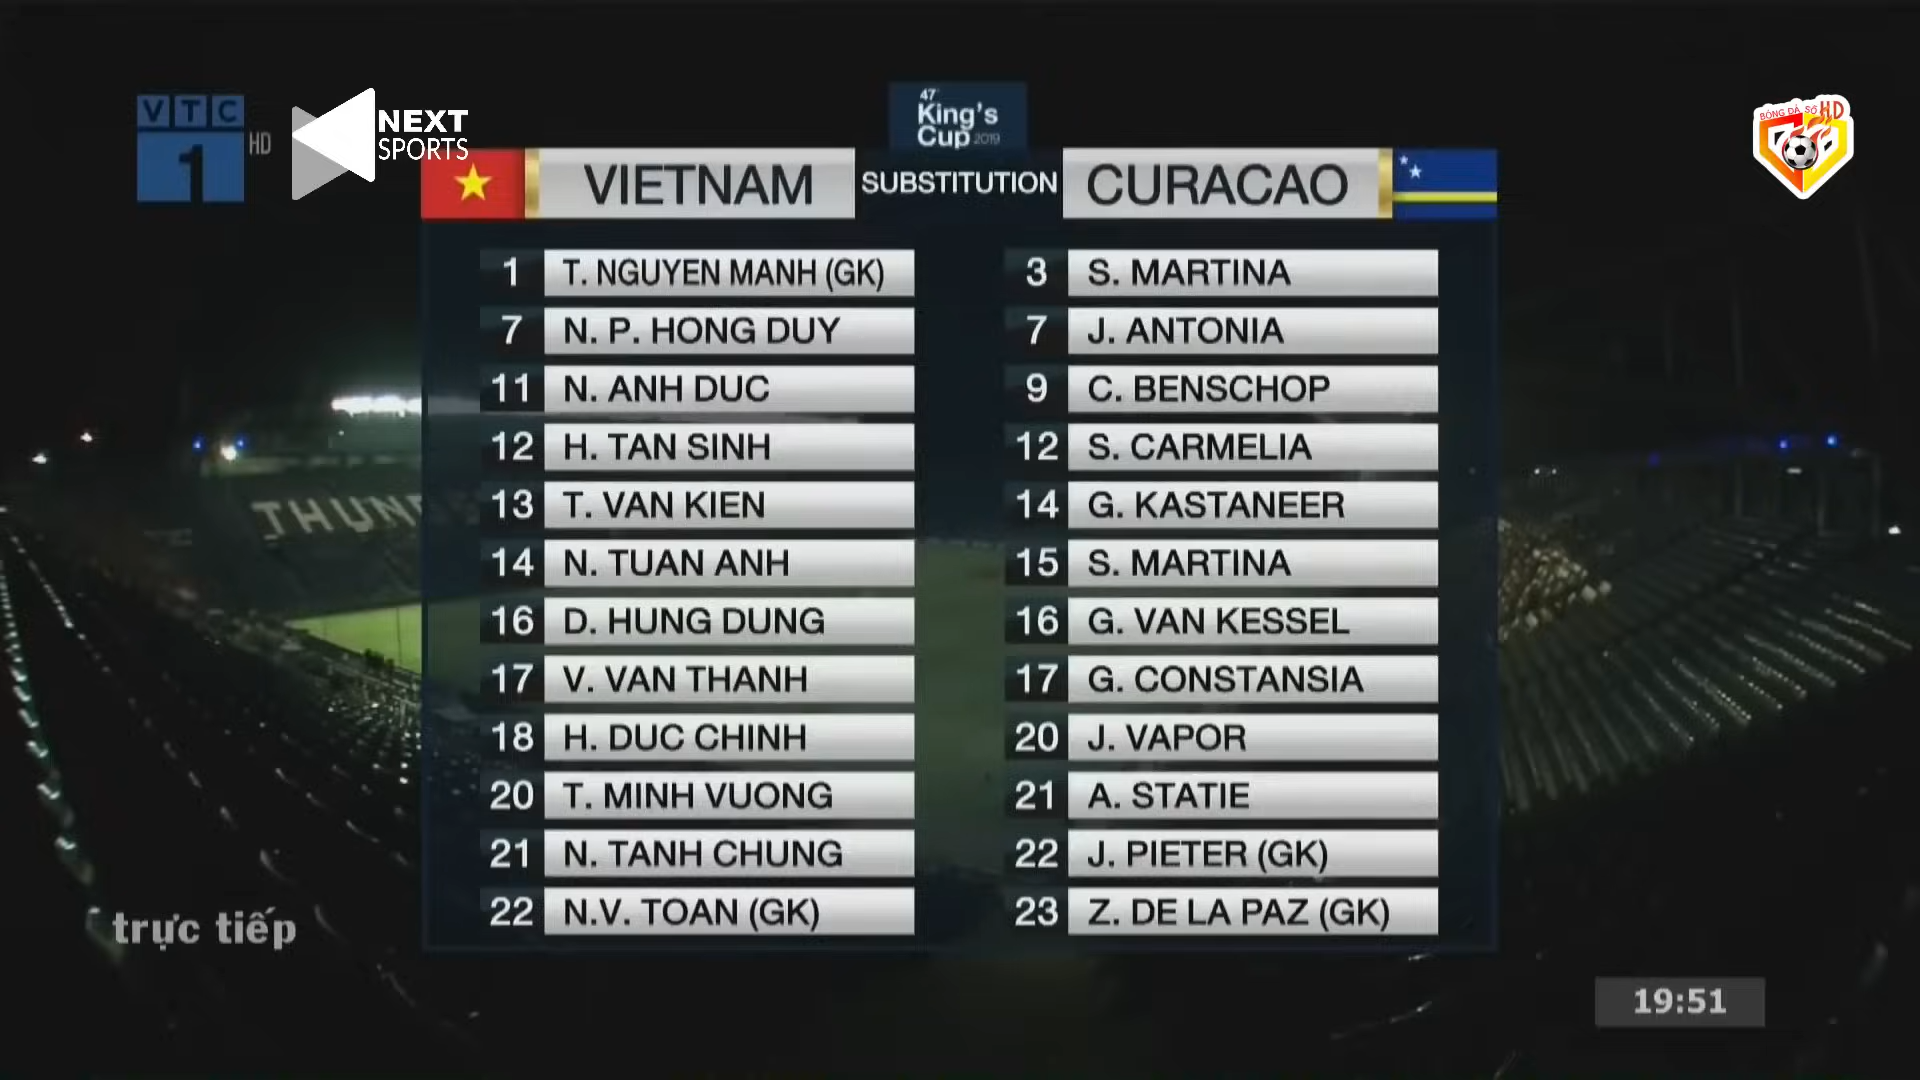 VTC
1
HD
NEXT
SPORTS
47
King's
Cup 2019
BÓNG ĐÁ SỐ HD
VIETNAM
SUBSTITUTION
CURACAO
1 T. NGUYEN MANH (GK)
3 S. MARTINA
7 N. P. HONG DUY
7 J. ANTONIA
11 N. ANH DUC
9 C. BENSCHOP
12 H. TAN SINH
12 S. CARMELIA
13 T. VAN KIEN
14 G. KASTANEER
14 N. TUAN ANH
15 S. MARTINA
16 D. HUNG DUNG
16 G. VAN KESSEL
17 V. VAN THANH
17 G. CONSTANSIA
18 H. DUC CHINH
20 J. VAPOR
20 T. MINH VUONG
21 A. STATIE
21 N. TANH CHUNG
22 J. PIETER (GK)
22 N.V. TOAN (GK)
23 Z. DE LA PAZ (GK)
trực tiếp
19:51